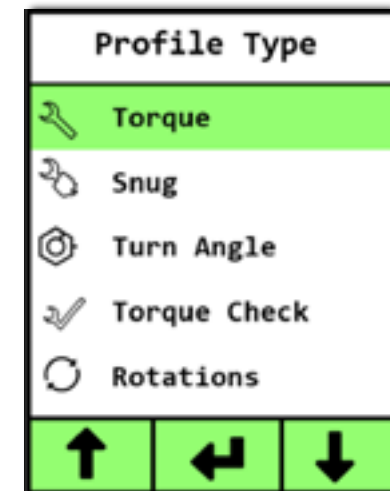 Profile Type
Torque
Snug
Turn Angle
Torque Check
Rotations